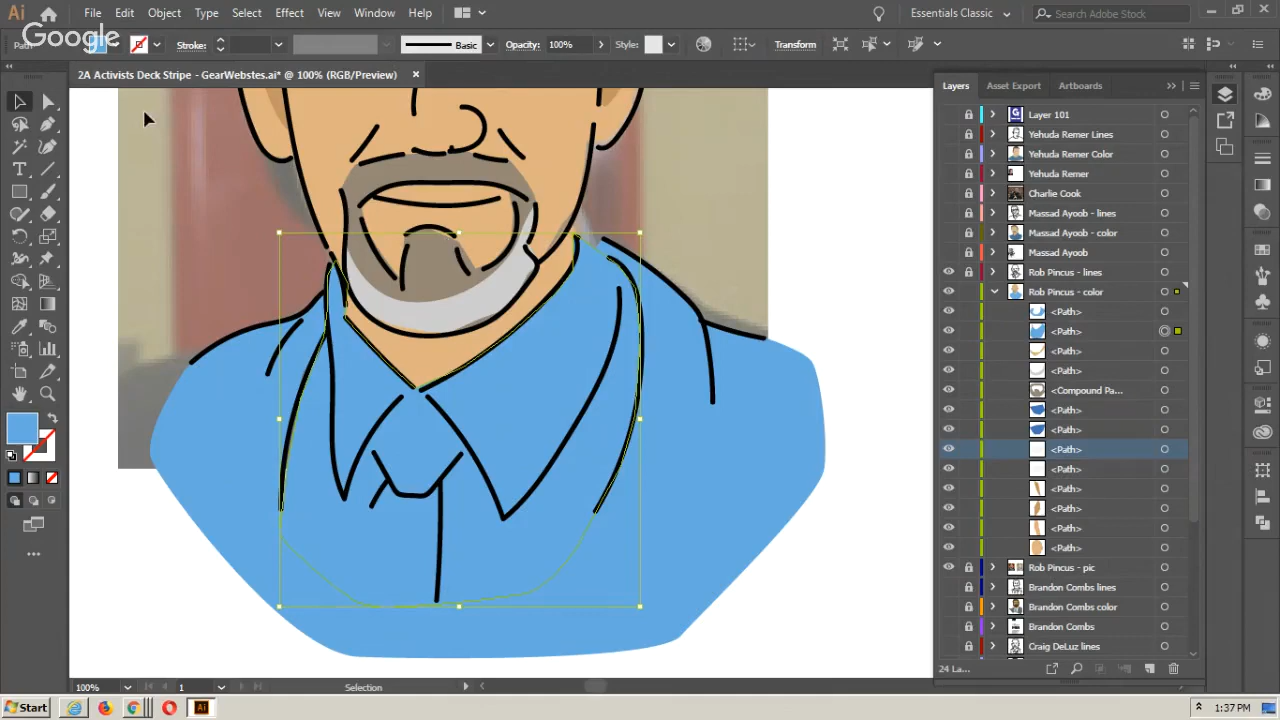 Ai File Edit Object Type Select Effect View Window Help Essentials Classic Search Adobe Stock
Google
Path Stroke: Basic Opacity: 100% Style: Transform
2A Activists Deck Stripe - GearWebstes.ai* @ 100% (RGB/Preview) ×
Layers Asset Export Artboards
Layer 101
Yehuda Remer Lines
Yehuda Remer Color
Yehuda Remer
Charlie Cook
Massad Ayoob - lines
Massad Ayoob - color
Massad Ayoob
Rob Pincus - lines
Rob Pincus - color
<Path>
<Path>
<Path>
<Path>
<Compound Pa...
<Path>
<Path>
<Path>
<Path>
<Path>
<Path>
<Path>
<Path>
Rob Pincus - pic
Brandon Combs lines
Brandon Combs color
Brandon Combs
Craig DeLuz lines
24 La...
100% 1 Selection
Start Ai 1:37 PM